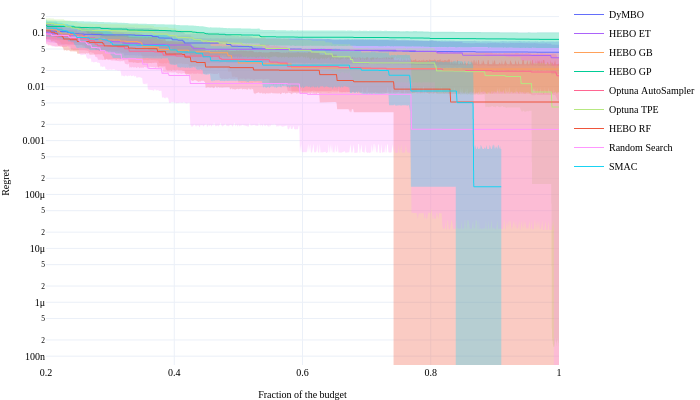 Regret
2
0.1
5
2
0.01
5
2
0.001
5
2
100μ
5
2
10μ
5
2
1μ
5
2
100n
0.2
0.4
0.6
0.8
1
Fraction of the budget
DyMBO
HEBO ET
HEBO GB
HEBO GP
Optuna AutoSampler
Optuna TPE
HEBO RF
Random Search
SMAC